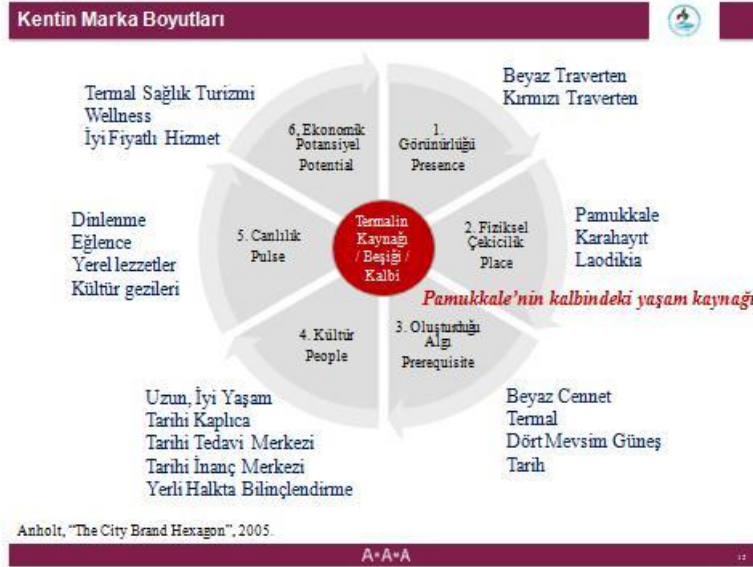 Kentin Marka Boyutları
Termal Sağlık Turizmi
Wellness
İyi Fiyatlı Hizmet
6, Ekonomik
Potansiyel
Potential
1.
Görünürlüğü
Presence
Beyaz Traverten
Kırmızı Traverten
Dinlenme
Eğlence
Yerel lezzetler
Kültür gezileri
5. Canlılık
Pulse
Termalin
Kaynağı
/ Beşiği /
Kalbi
2. Fiziksel
Çekicilik
Place
Pamukkale
Karahayıt
Laodikia
Pamukkale'nin kalbindeki yaşam kaynağı
4. Kültür
People
3. Oluşturduğu
Algı
Prerequisite
Uzun, İyi Yaşam
Tarihi Kaplıca
Tarihi Tedavi Merkezi
Tarihi İnanç Merkezi
Yerli Halkta Bilinçlendirme
Beyaz Cennet
Termal
Dört Mevsim Güneş
Tarih
Anholt, "The City Brand Hexagon", 2005.
A•A•A
12